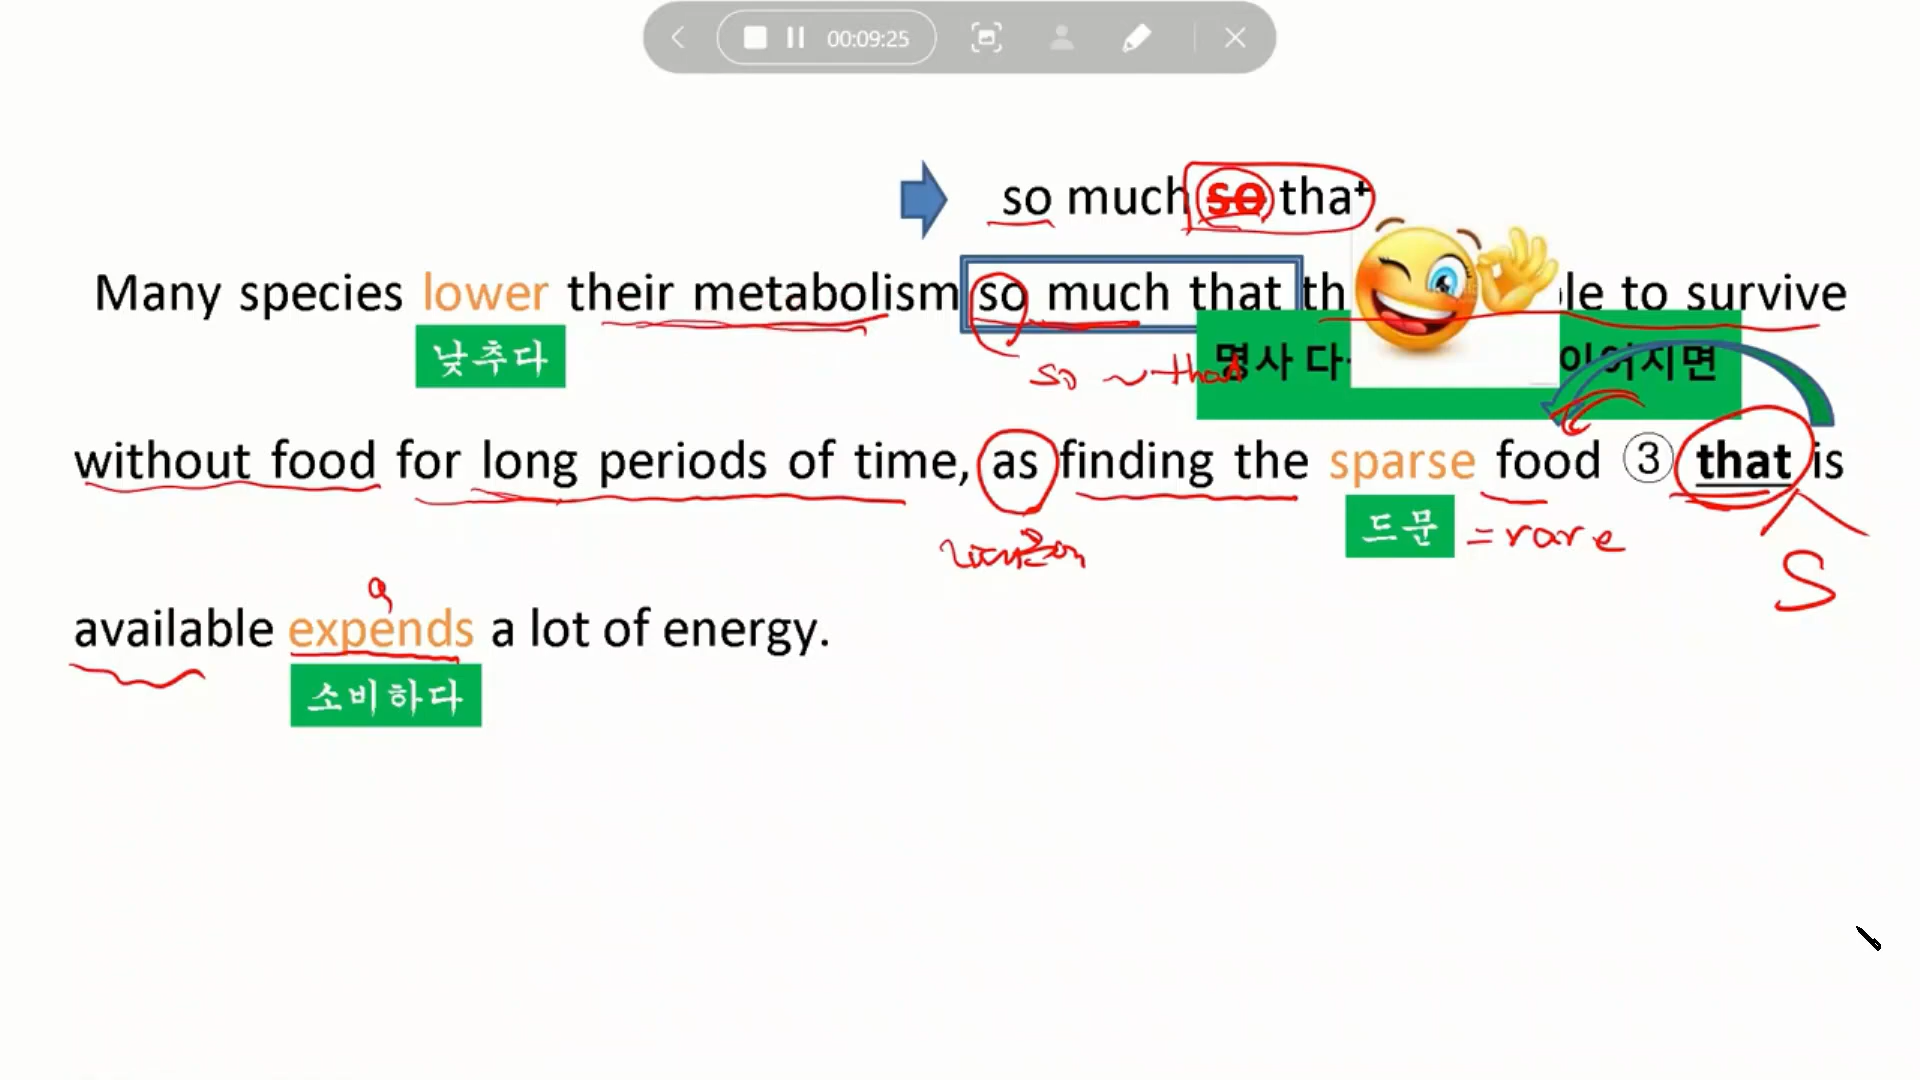 00:09:25
so much so that
Many species lower their metabolism so much that th le to survive
낮추다
명사 다 이어지면
so ~ that
without food for long periods of time, as finding the sparse food ③ that is
드문 = rare
S
available expends a lot of energy.
소비하다